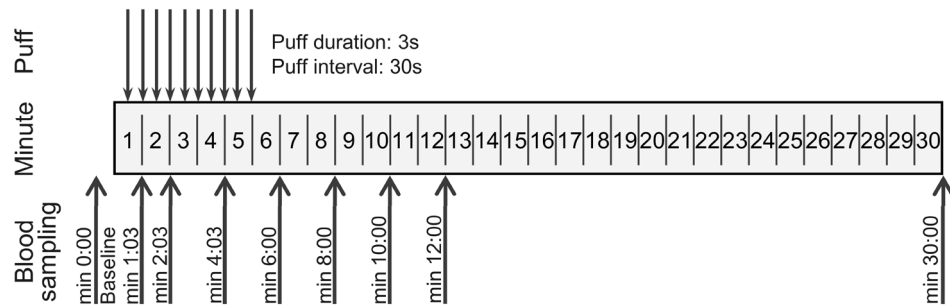 Puff
Puff duration: 3s
Puff interval: 30s
Minute
1 2 3 4 5 6 7 8 9 10 11 12 13 14 15 16 17 18 19 20 21 22 23 24 25 26 27 28 29 30
Blood
sampling
min 0:00
Baseline
min 1:03
min 2:03
min 4:03
min 6:00
min 8:00
min 10:00
min 12:00
min 30:00